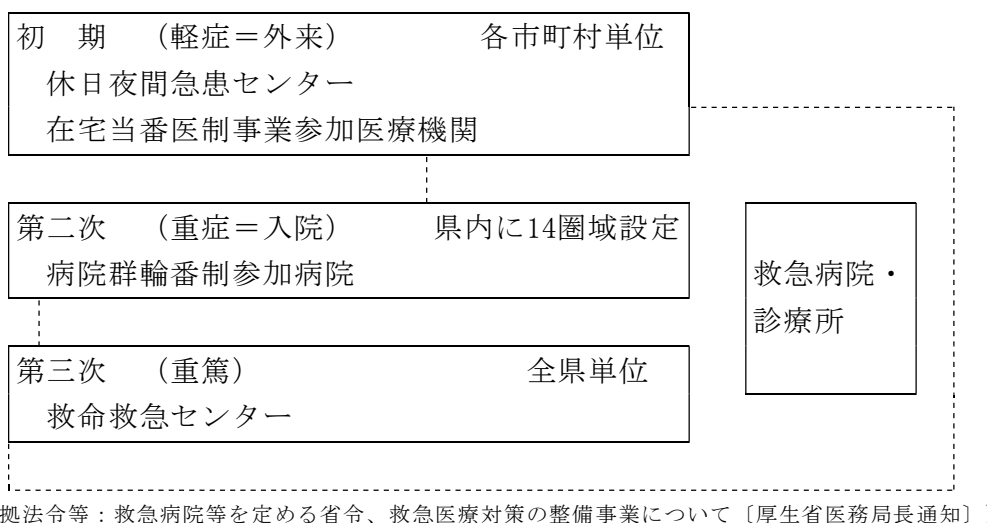 初　期　（軽症＝外来）　各市町村単位
休日夜間急患センター
在宅当番医制事業参加医療機関
第二次　（重症＝入院）　県内に14圏域設定
病院群輪番制参加病院
救急病院・
診療所
第三次　（重篤）　全県単位
救命救急センター
拠法令等：救急病院等を定める省令、救急医療対策の整備事業について〔厚生省医務局長通知〕